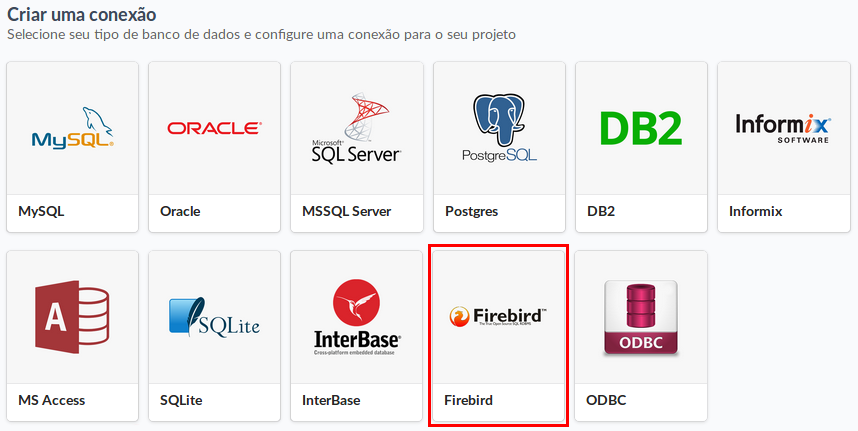 Criar uma conexão
Selecione seu tipo de banco de dados e configure uma conexão para o seu projeto
MySQL®
ORACLE®
Microsoft®
SQL Server®
PostgreSQL
DB2
Informix®
SOFTWARE
MySQL
Oracle
MSSQL Server
Postgres
DB2
Informix
A
SQLite
InterBase®
Cross-platform embedded database
Firebird™
The True Open Source SQL RDBMS
ODBC
MS Access
SQLite
InterBase
Firebird
ODBC